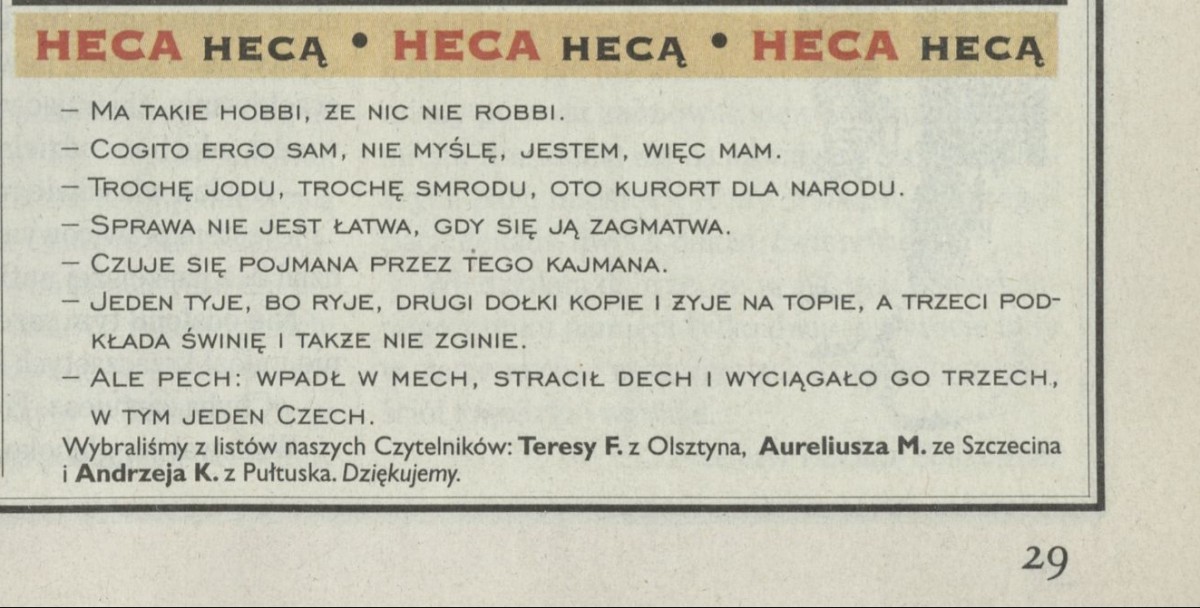 HECA HECĄ • HECA HECĄ • HECA HECĄ
– MA TAKIE HOBBI, ŻE NIC NIE ROBBI.
– COGITO ERGO SAM, NIE MYŚLĘ, JESTEM, WIĘC MAM.
– TROCHĘ JODU, TROCHĘ SMRODU, OTO KURORT DLA NARODU.
– SPRAWA NIE JEST ŁATWA, GDY SIĘ JĄ ZAGMATWA.
– CZUJE SIĘ POJMANA PRZEZ TEGO KAJMANA.
– JEDEN TYJE, BO RYJE, DRUGI DOŁKI KOPIE I ŻYJE NA TOPIE, A TRZECI POD-
KŁADA ŚWINIĘ I TAKŻE NIE ZGINIE.
– ALE PECH: WPADŁ W MECH, STRACIŁ DECH I WYCIĄGAŁO GO TRZECH,
W TYM JEDEN CZECH.
Wybraliśmy z listów naszych Czytelników: Teresy F. z Olsztyna, Aureliusza M. ze Szczecina
i Andrzeja K. z Pułtuska. Dziękujemy.
29